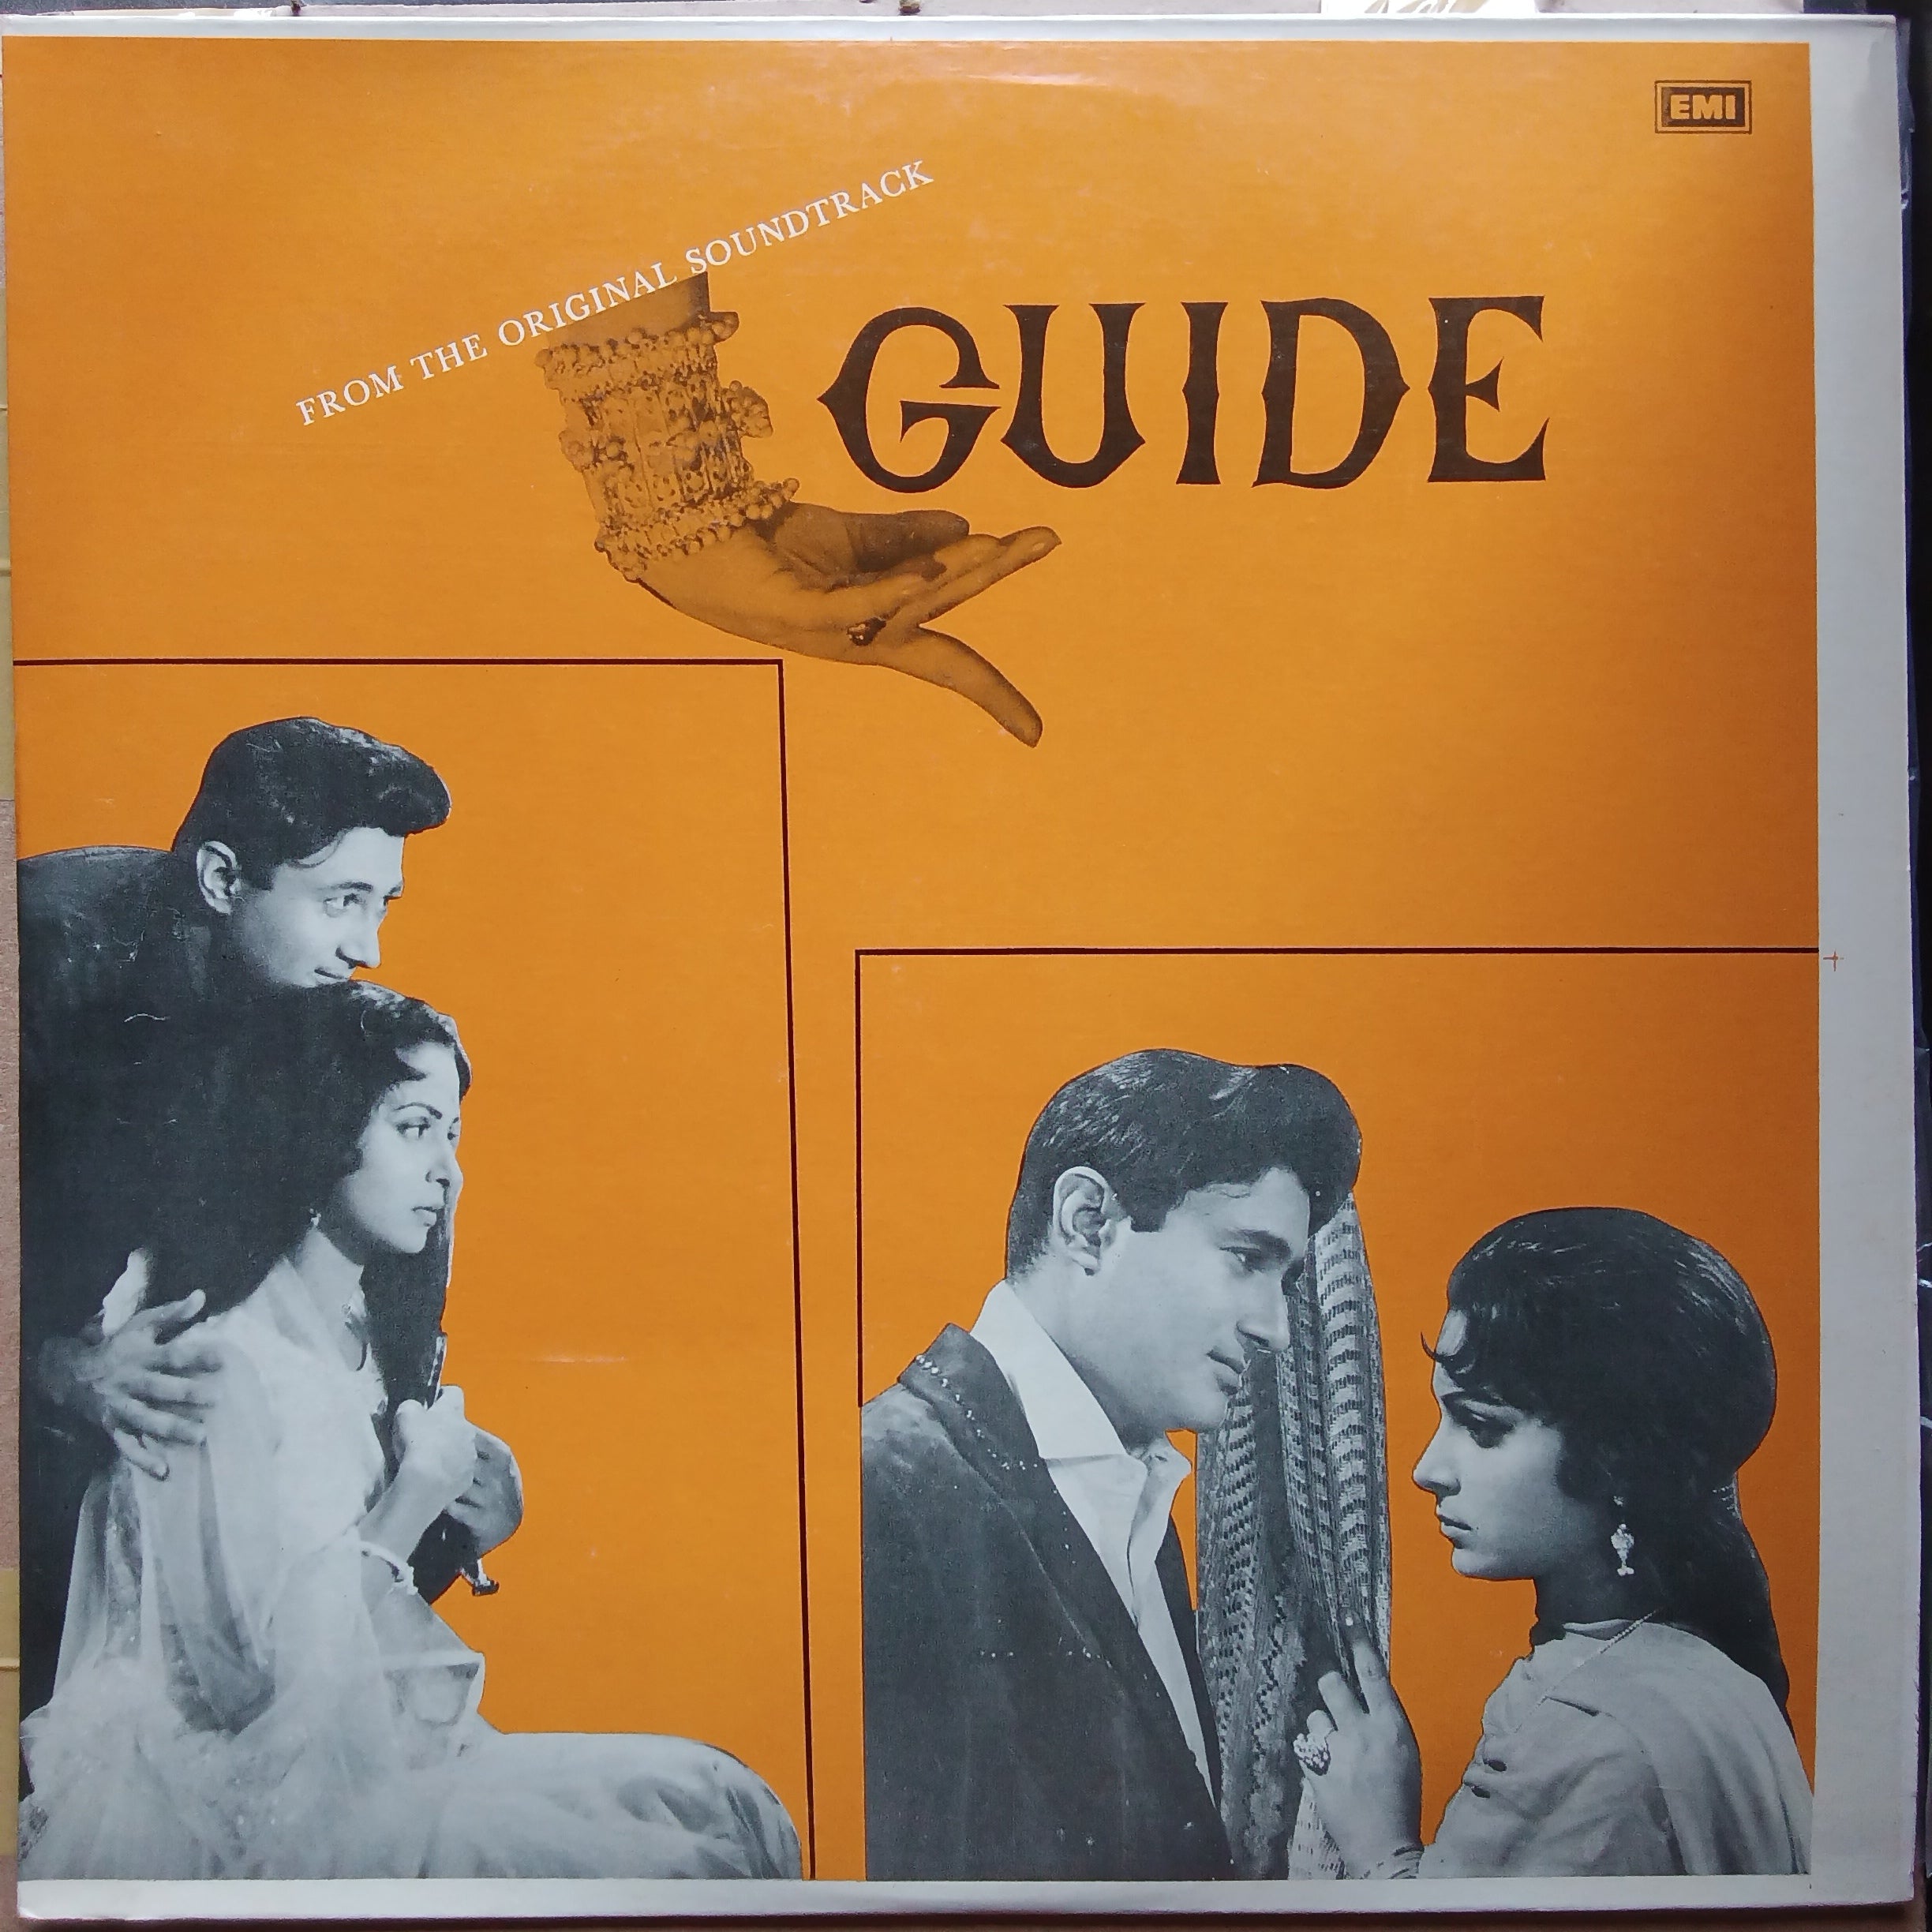 EMI
FROM THE ORIGINAL SOUNDTRACK
GUIDE